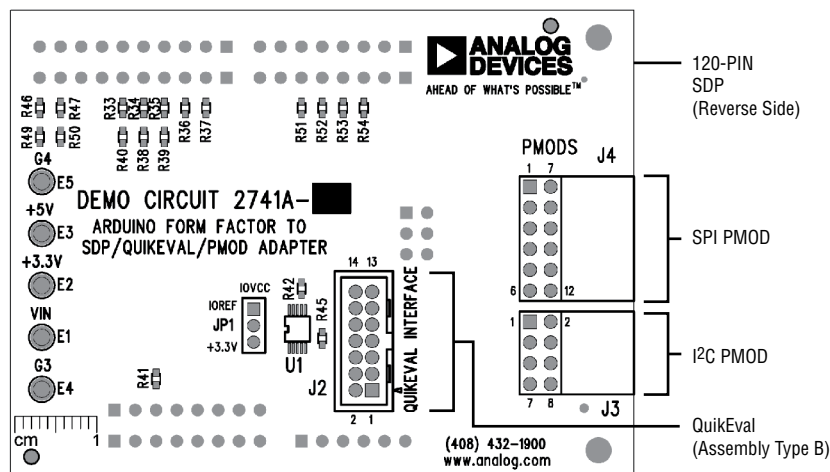 ANALOG
DEVICES
AHEAD OF WHAT'S POSSIBLE™
120-PIN
SDP
(Reverse Side)
R46
R47
R33
R34
R35
R36
R37
R51
R52
R53
R54
R49
R50
R40
R38
R39
G4
E5
DEMO CIRCUIT 2741A-
ARDUINO FORM FACTOR TO
SDP/QUIKEVAL/PMOD ADAPTER
+5V
E3
+3.3V
E2
VIN
E1
G3
E4
PMODS
J4
1 7
6 12
SPI PMOD
14 13
IOVCC
IOREF
JP1
+3.3V
R42
U1
R45
J2
2 1
QUIKEVAL INTERFACE
1 2
7 8
J3
I²C PMOD
R41
cm 1
(408) 432-1900
www.analog.com
QuikEval
(Assembly Type B)